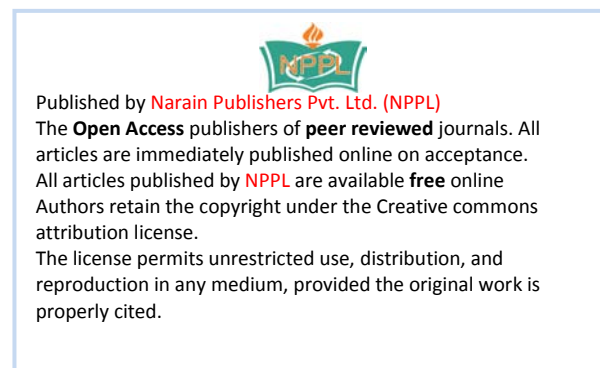 NPPL
Published by Narain Publishers Pvt. Ltd. (NPPL)
The Open Access publishers of peer reviewed journals. All
articles are immediately published online on acceptance.
All articles published by NPPL are available free online
Authors retain the copyright under the Creative commons
attribution license.
The license permits unrestricted use, distribution, and
reproduction in any medium, provided the original work is
properly cited.